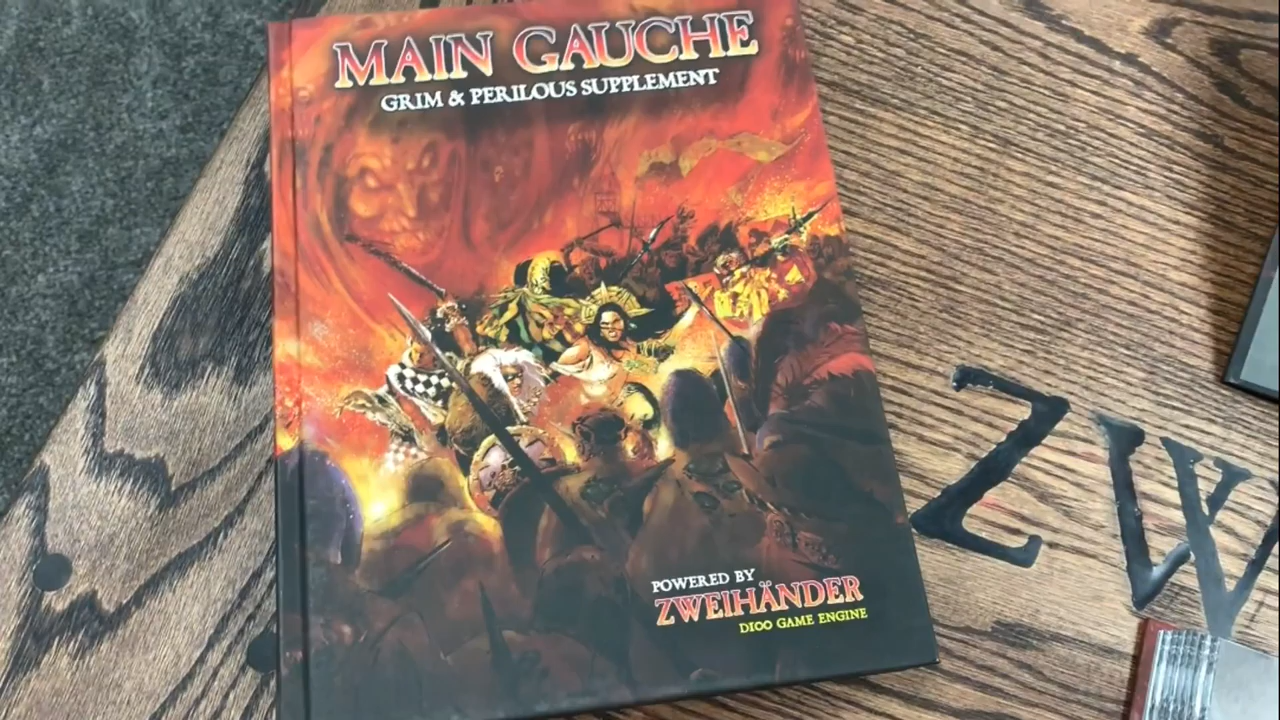 MAIN GAUCHE
GRIM & PERILOUS SUPPLEMENT
POWERED BY
ZWEIHÄNDER
D100 GAME ENGINE
ZW